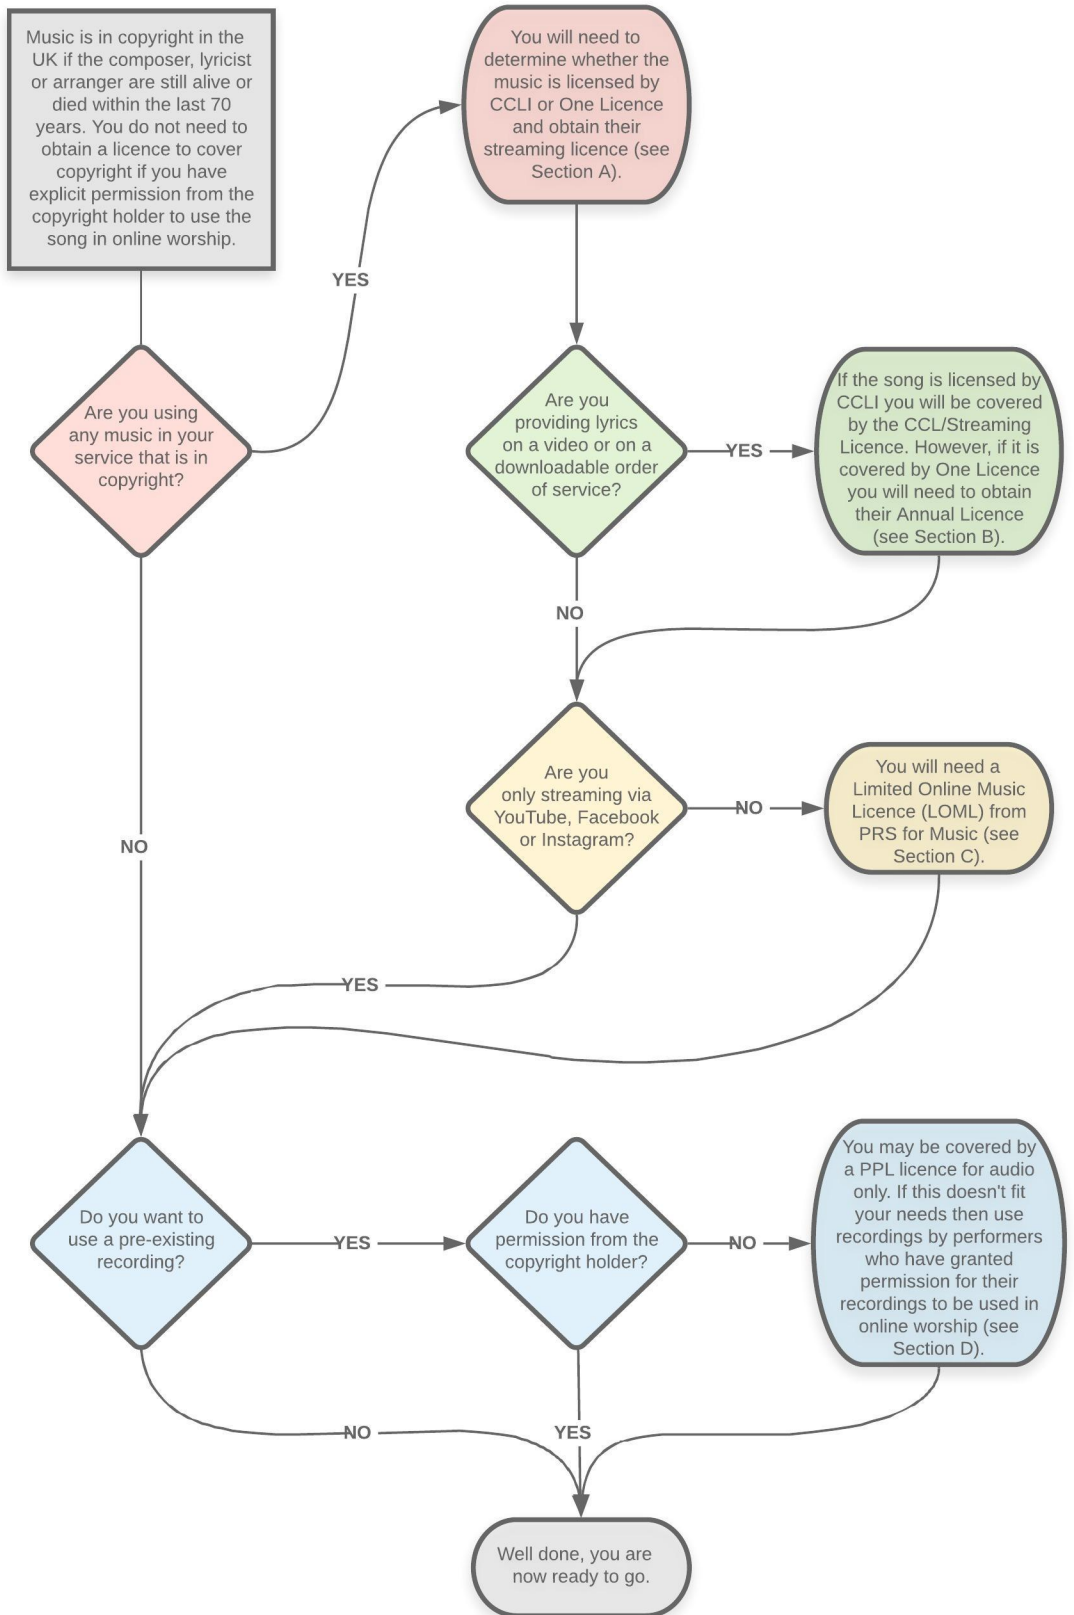 Music is in copyright in the
UK if the composer, lyricist
or arranger are still alive or
died within the last 70
years. You do not need to
obtain a licence to cover
copyright if you have
explicit permission from the
copyright holder to use the
song in online worship.
You will need to
determine whether the
music is licensed by
CCLI or One Licence
and obtain their
streaming licence (see
Section A).
YES
Are you using
any music in your
service that is in
copyright?
Are you
providing lyrics
on a video or on a
downloadable order
of service?
YES
If the song is licensed by
CCLI you will be covered
by the CCL/Streaming
Licence. However, if it is
covered by One Licence
you will need to obtain
their Annual Licence
(see Section B).
NO
Are you
only streaming via
YouTube, Facebook
or Instagram?
NO
You will need a
Limited Online Music
Licence (LOML) from
PRS for Music (see
Section C).
NO
YES
Do you want to
use a pre-existing
recording?
YES
Do you have
permission from the
copyright holder?
NO
You may be covered by
a PPL licence for audio
only. If this doesn't fit
your needs then use
recordings by performers
who have granted
permission for their
recordings to be used in
online worship (see
Section D).
NO
YES
Well done, you are
now ready to go.